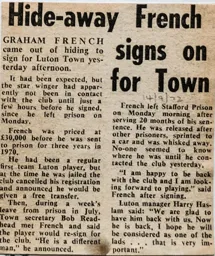 Hide-away French
signs on
for Town
GRAHAM FRENCH
came out of hiding to
sign for Luton Town yes-
terday afternoon.
It had been expected, but
the star winger had appar-
ently not been in contact
with the club until just a
few hours before he signed,
since he left prison on
Monday.
French was priced at
£30,000 before he was sent
to prison for three years in
1970.
He had been a regular
first team Luton player, but
at the time he was jailed the
club cancelled his registration
and announced he would be
given a free transfer.
Then, during a week's
leave from prison in July,
Town secretary Bob Read-
head met French and said
the player would re-sign for
the club. "He is a different
man," he announced.
14/9/72
French left Stafford Prison
on Monday morning after
serving 20 months of his sen-
tence. He was released after
other prisoners, sprinted to
a car and was whisked away.
No-one seemed to know
where he was until he con-
tacted the club yesterday.
"I am happy to be back
with the club and I am look-
ing forward to playing," said
French after signing.
Luton manager Harry Has-
lam said: "We are glad to
have him back with us. Now
he is back, I hope he will
be considered as one of the
lads . . . that is very im-
portant."